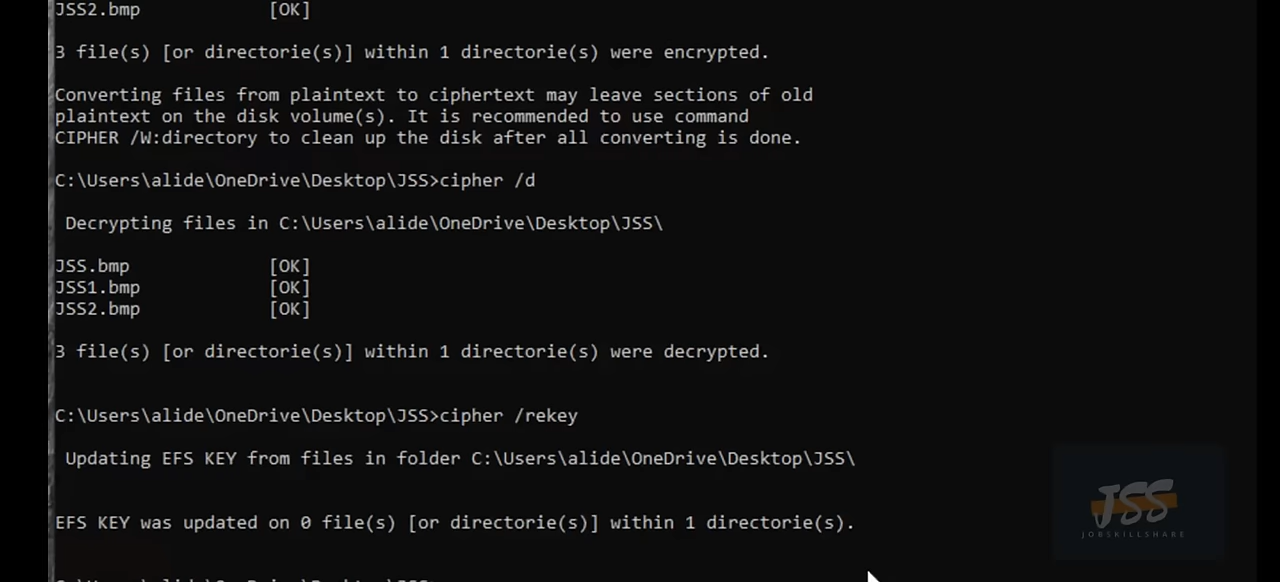 JSS2.bmp [OK]
3 file(s) [or directorie(s)] within 1 directorie(s) were encrypted.
Converting files from plaintext to ciphertext may leave sections of old
plaintext on the disk volume(s). It is recommended to use command
CIPHER /W:directory to clean up the disk after all converting is done.
C:\Users\alide\OneDrive\Desktop\JSS>cipher /d
Decrypting files in C:\Users\alide\OneDrive\Desktop\JSS\
JSS.bmp [OK]
JSS1.bmp [OK]
JSS2.bmp [OK]
3 file(s) [or directorie(s)] within 1 directorie(s) were decrypted.
C:\Users\alide\OneDrive\Desktop\JSS>cipher /rekey
Updating EFS KEY from files in folder C:\Users\alide\OneDrive\Desktop\JSS\
EFS KEY was updated on 0 file(s) [or directorie(s)] within 1 directorie(s).
JSS
JOBSKILLSHARE